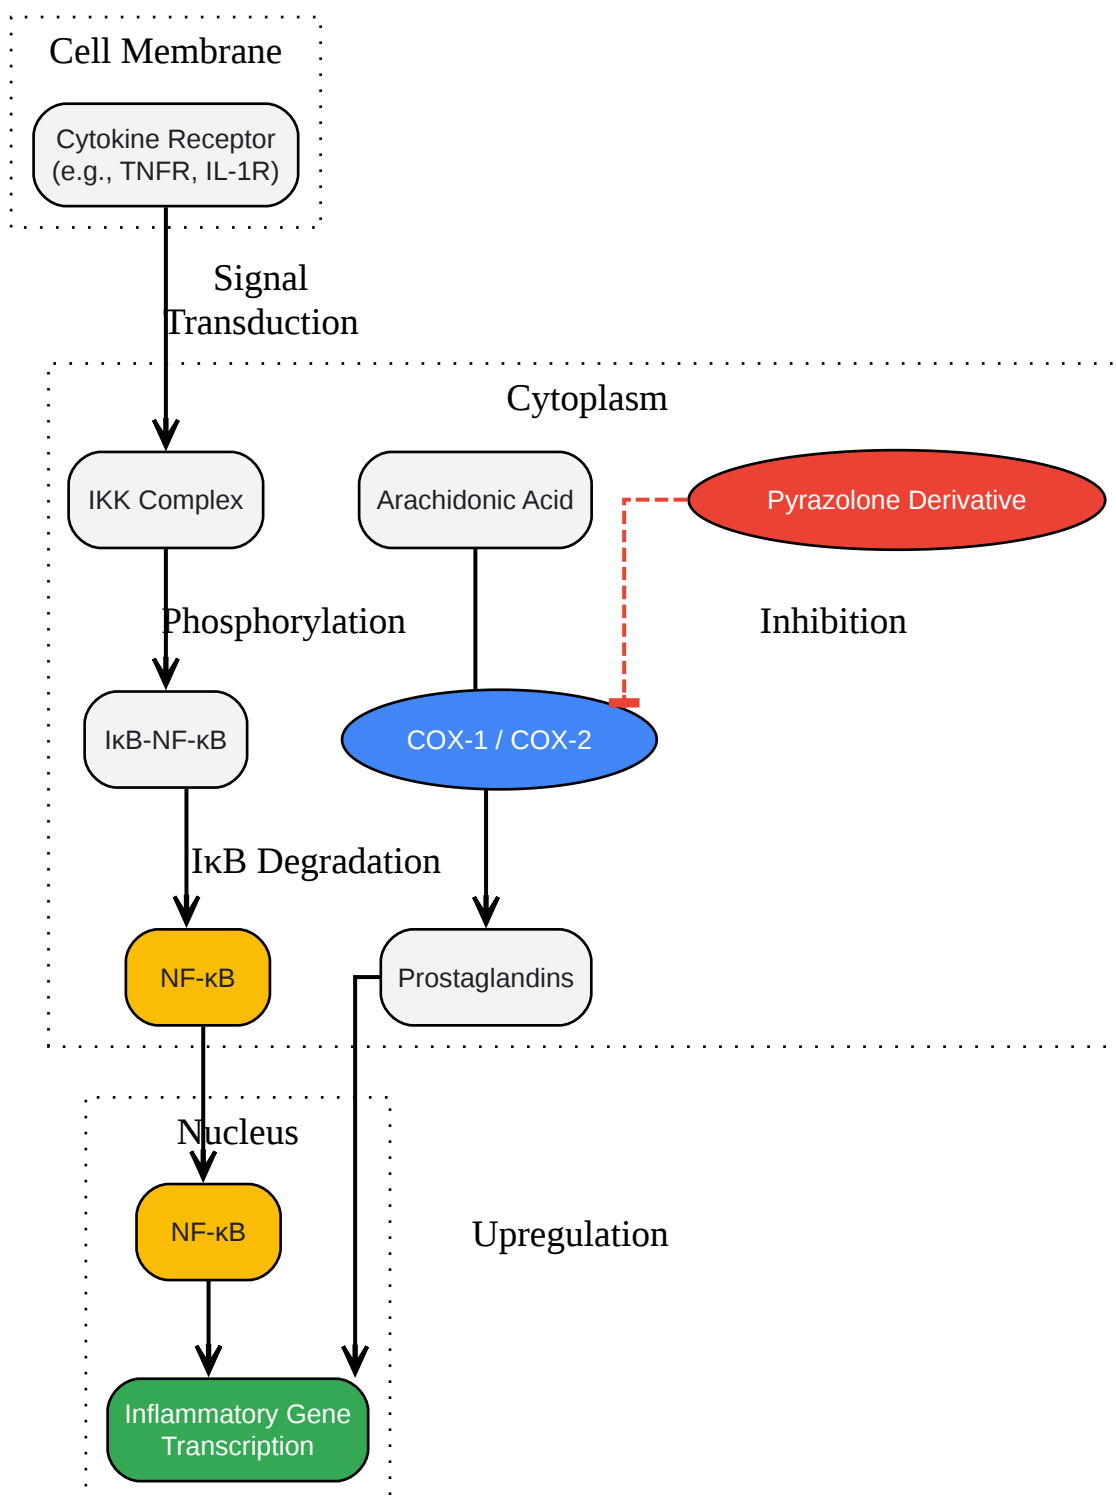 Cell Membrane
Cytokine Receptor
(e.g., TNFR, IL-1R)
Signal
Transduction
Cytoplasm
IKK Complex
Arachidonic Acid
Pyrazolone Derivative
Phosphorylation
Inhibition
IκB-NF-κB
COX-1 / COX-2
IκB Degradation
NF-κB
Prostaglandins
Nucleus
NF-κB
Upregulation
Inflammatory Gene
Transcription